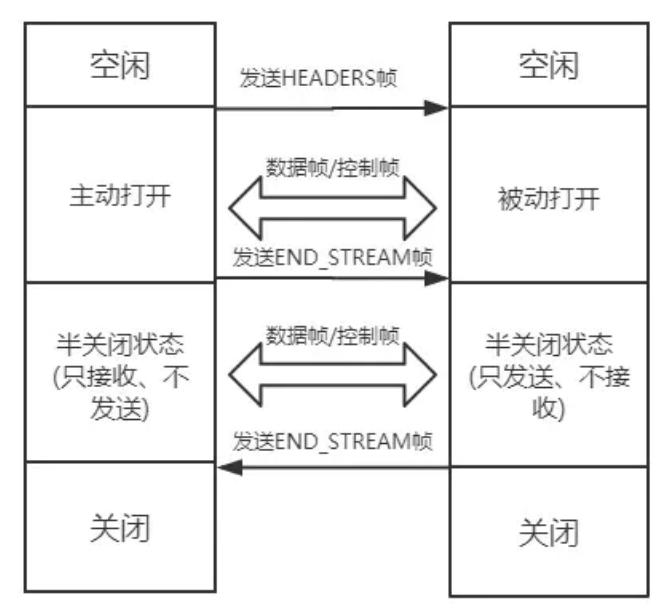 空闲
发送HEADERS帧
空闲
主动打开
数据帧/控制帧
被动打开
发送END_STREAM帧
半关闭状态
(只接收、不
发送)
数据帧/控制帧
半关闭状态
(只发送、不接
收)
发送END_STREAM帧
关闭
关闭